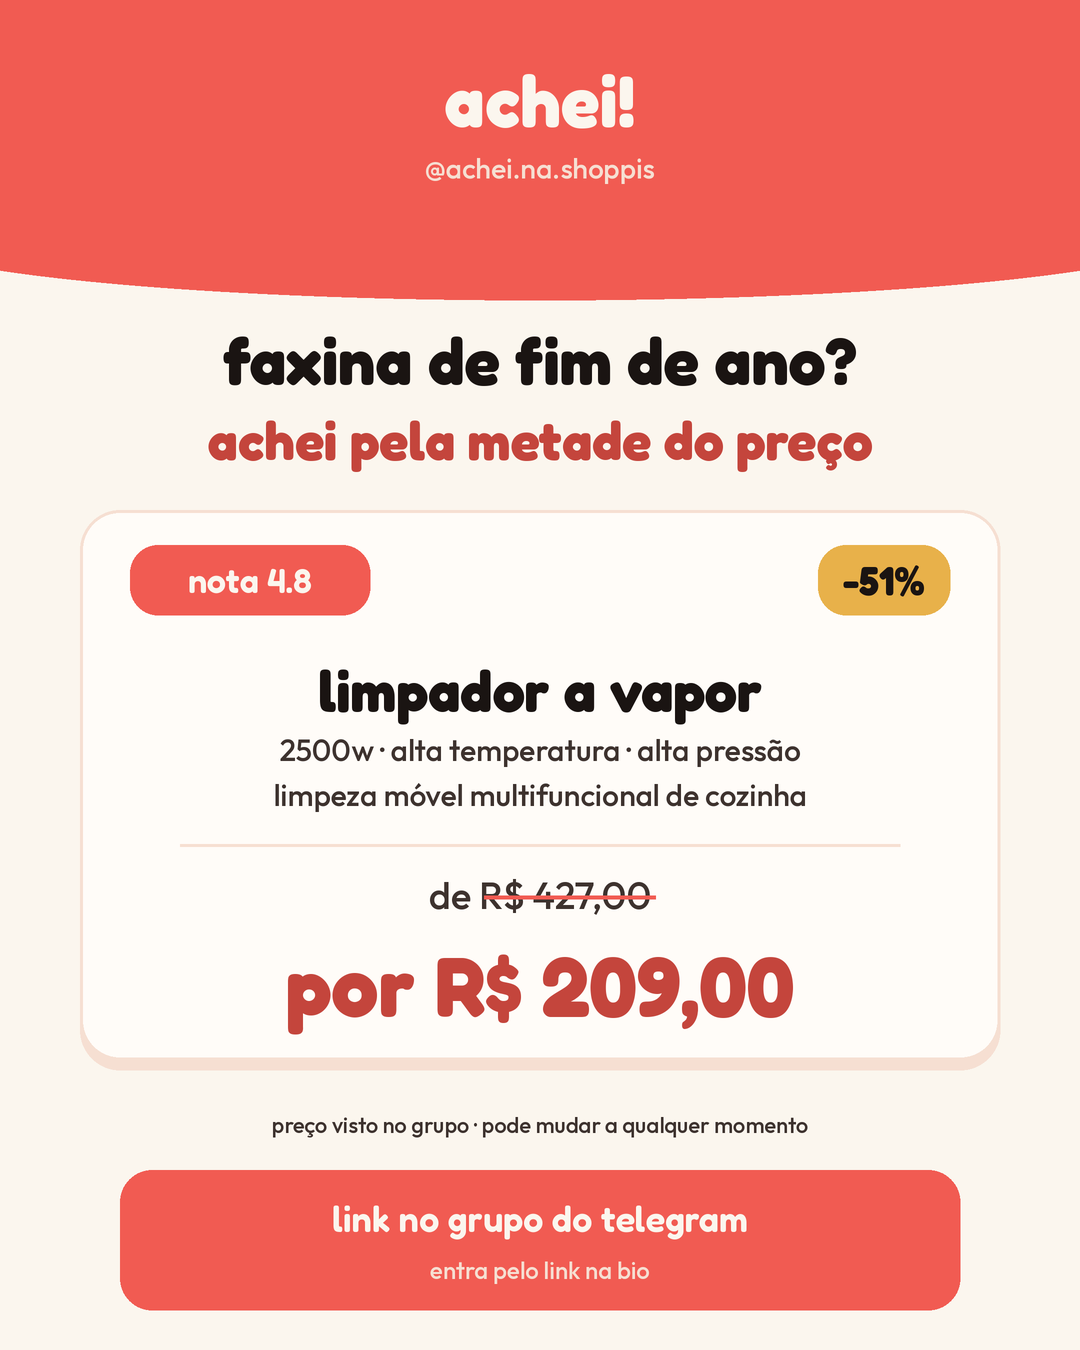 achei!
@achei.na.shoppis
faxina de fim de ano?
achei pela metade do preço
nota 4.8
-51%
limpador a vapor
2500w · alta temperatura · alta pressão
limpeza móvel multifuncional de cozinha
de R$ 427,00
por R$ 209,00
preço visto no grupo · pode mudar a qualquer momento
link no grupo do telegram
entra pelo link na bio